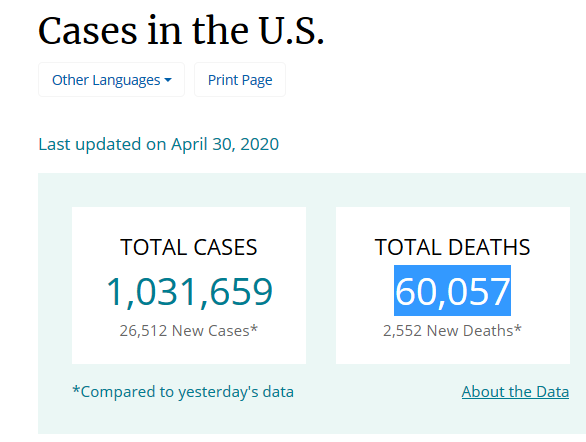 Cases in the U.S.
Other Languages
Print Page
Last updated on April 30, 2020
TOTAL CASES
1,031,659
26,512 New Cases*
TOTAL DEATHS
60,057
2,552 New Deaths*
*Compared to yesterday's data
About the Data